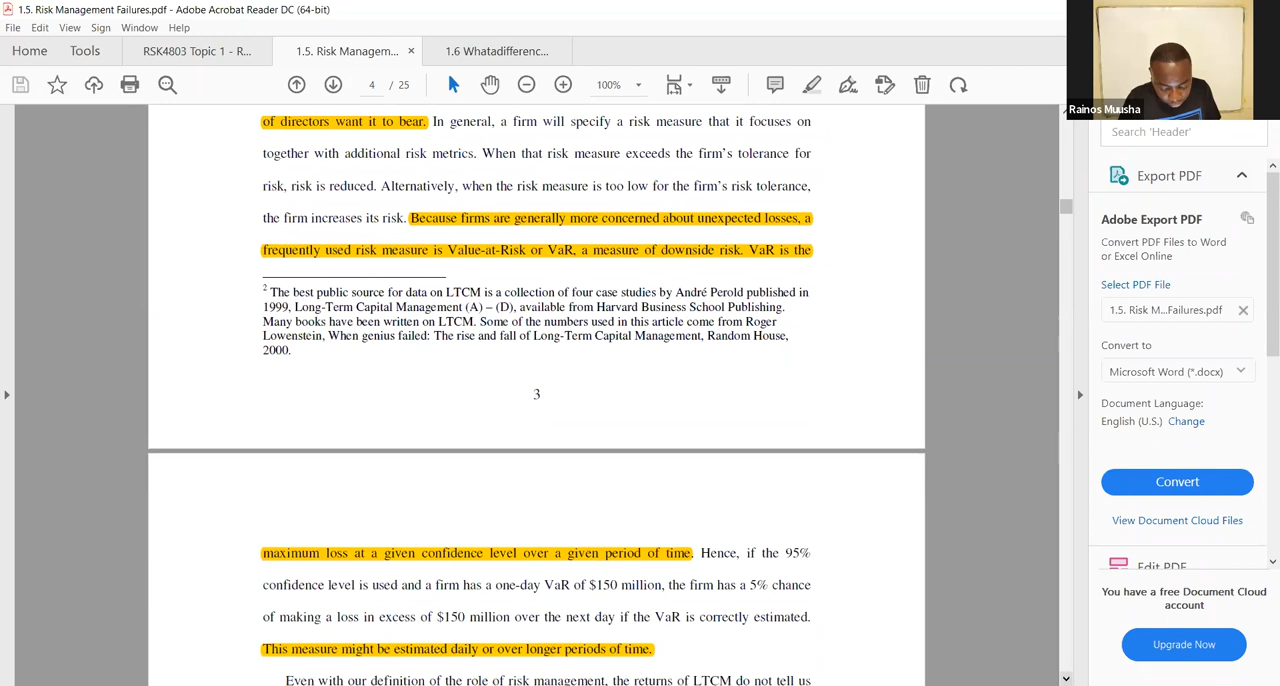 1.5. Risk Management Failures.pdf - Adobe Acrobat Reader DC (64-bit)
File Edit View Sign Window Help
Home Tools RSK4803 Topic 1 - R... 1.5. Risk Managem... × 1.6 Whatadifferenc...
4 / 25 100%
Rainos Muusha
of directors want it to bear. In general, a firm will specify a risk measure that it focuses on
together with additional risk metrics. When that risk measure exceeds the firm's tolerance for
risk, risk is reduced. Alternatively, when the risk measure is too low for the firm's risk tolerance,
the firm increases its risk. Because firms are generally more concerned about unexpected losses, a
frequently used risk measure is Value-at-Risk or VaR, a measure of downside risk. VaR is the
2 The best public source for data on LTCM is a collection of four case studies by André Perold published in
1999, Long-Term Capital Management (A) – (D), available from Harvard Business School Publishing.
Many books have been written on LTCM. Some of the numbers used in this article come from Roger
Lowenstein, When genius failed: The rise and fall of Long-Term Capital Management, Random House,
2000.
3
maximum loss at a given confidence level over a given period of time. Hence, if the 95%
confidence level is used and a firm has a one-day VaR of $150 million, the firm has a 5% chance
of making a loss in excess of $150 million over the next day if the VaR is correctly estimated.
This measure might be estimated daily or over longer periods of time.
Even with our definition of the role of risk management, the returns of LTCM do not tell us
Search 'Header'
Export PDF
Adobe Export PDF
Convert PDF Files to Word
or Excel Online
Select PDF File
1.5. Risk M...Failures.pdf
Convert to
Microsoft Word (*.docx)
Document Language:
English (U.S.) Change
Convert
View Document Cloud Files
Edit PDF
You have a free Document Cloud
account
Upgrade Now